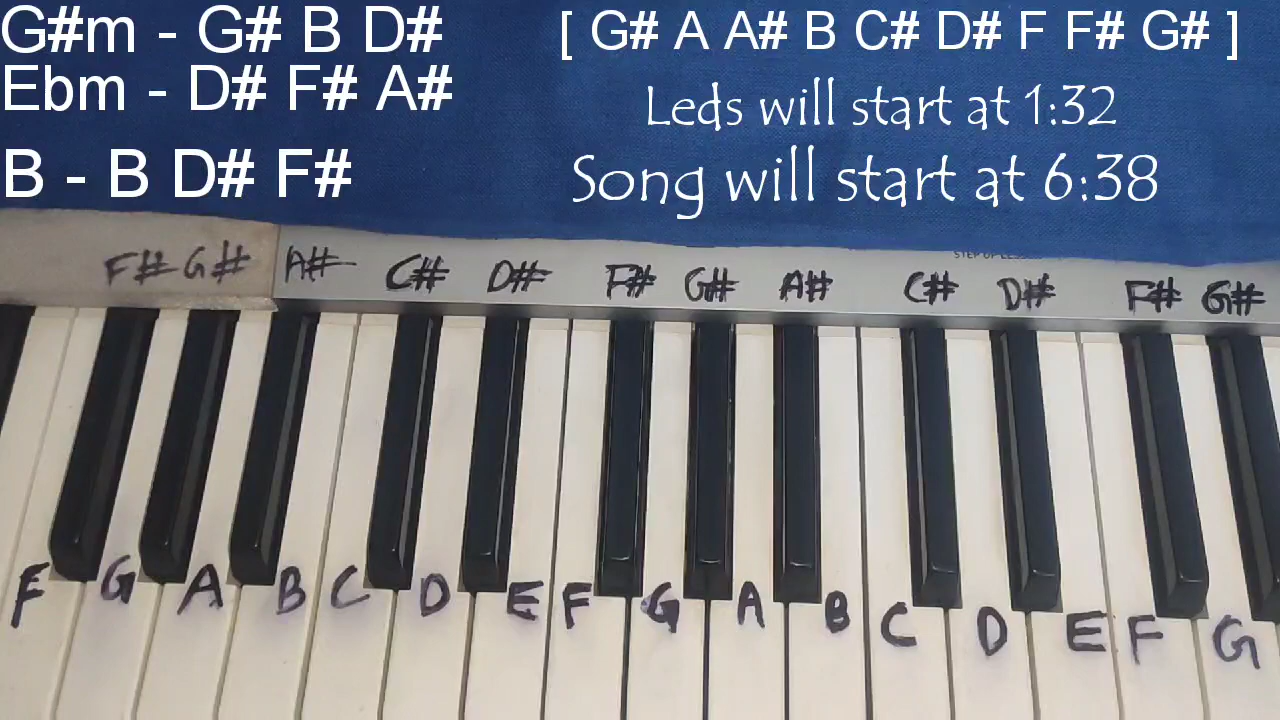 G#m - G# B D#
Ebm - D# F# A#
B - B D# F#
[ G# A A# B C# D# F F# G# ]
Leds will start at 1:32
Song will start at 6:38
F# G# A# C# D# F# G# A# C# D# F# G#
F G A B C D E F G A B C D E F G